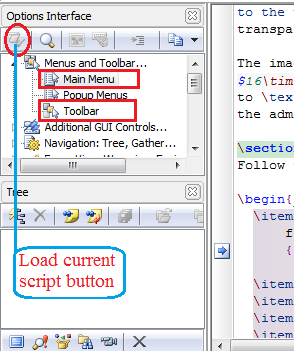 Options Interface
Menus and Toolbar...
Main Menu
Popup Menus
Toolbar
Additional GUI Controls...
Navigation: Tree, Gather...
Tree
Load current
script button
to the
transpa
The ima
$16\tim
to \tex
the adm
\section
Follow
\begin{
\item
f
{
\item
\item
\item
\item